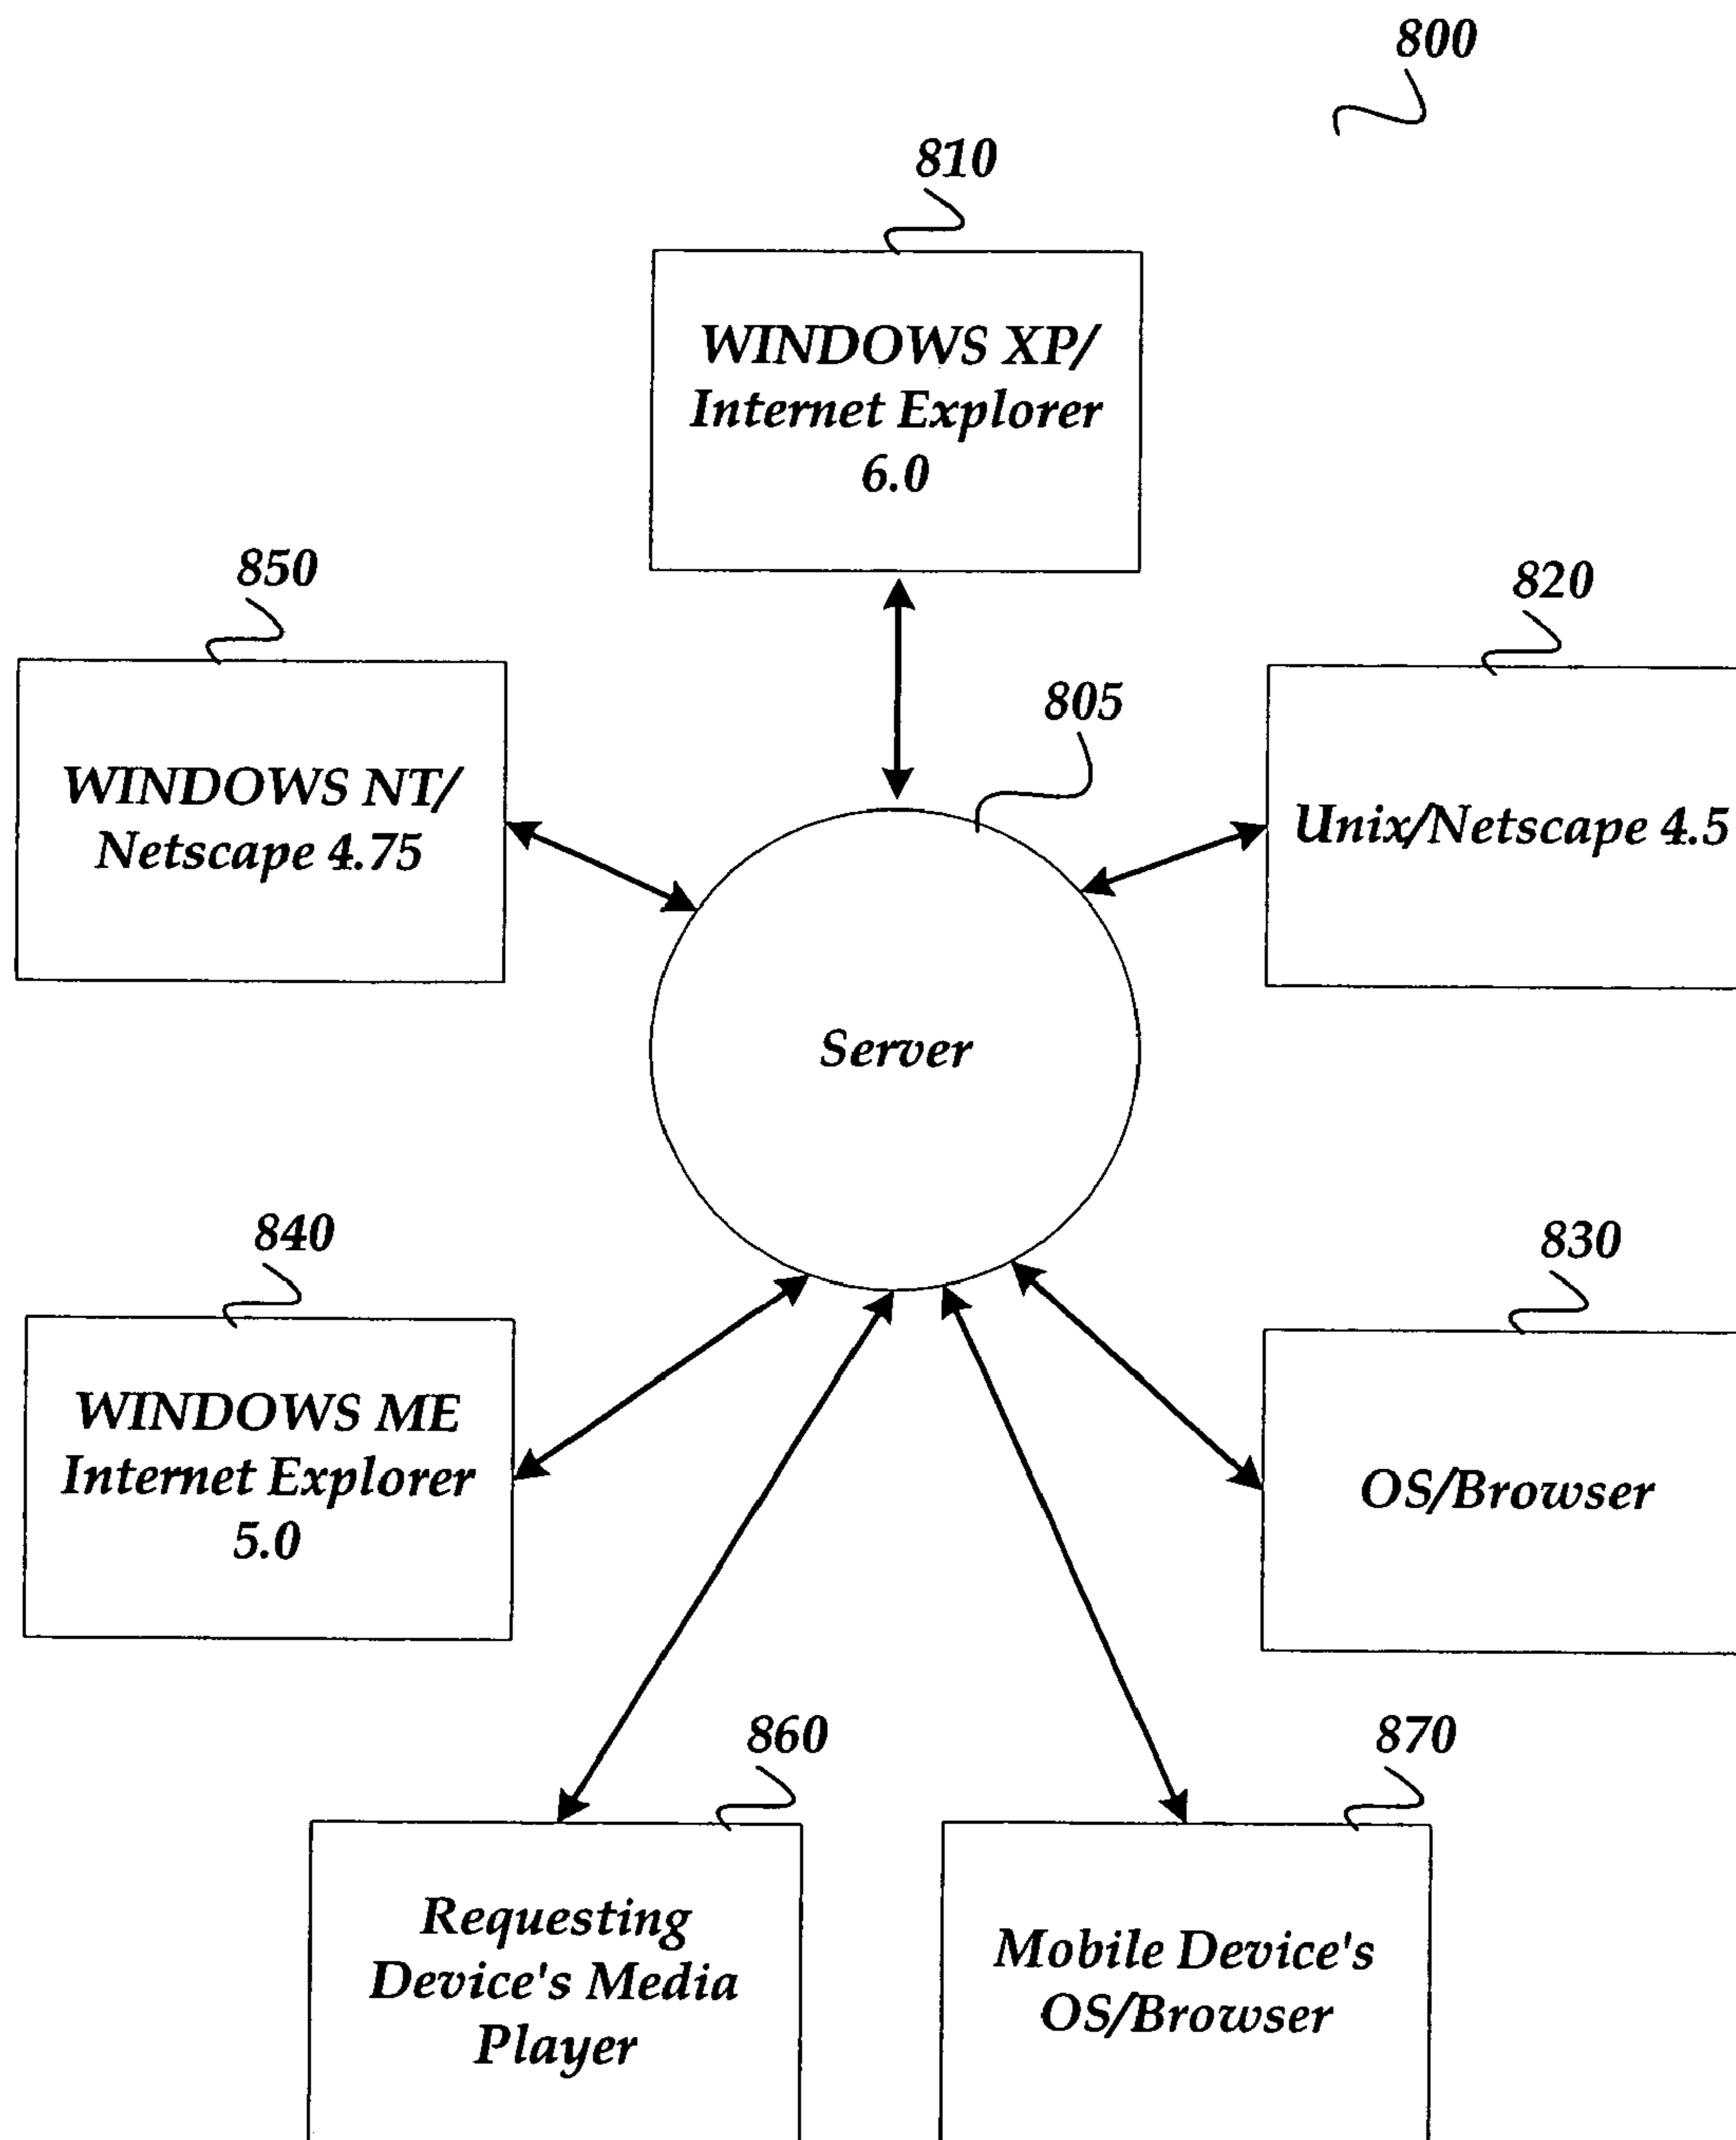 800
810
WINDOWS XP/
Internet Explorer
6.0
850
820
805
WINDOWS NT/
Netscape 4.75
Unix/Netscape 4.5
Server
840
830
WINDOWS ME
Internet Explorer
5.0
OS/Browser
860
870
Requesting
Device's Media
Player
Mobile Device's
OS/Browser